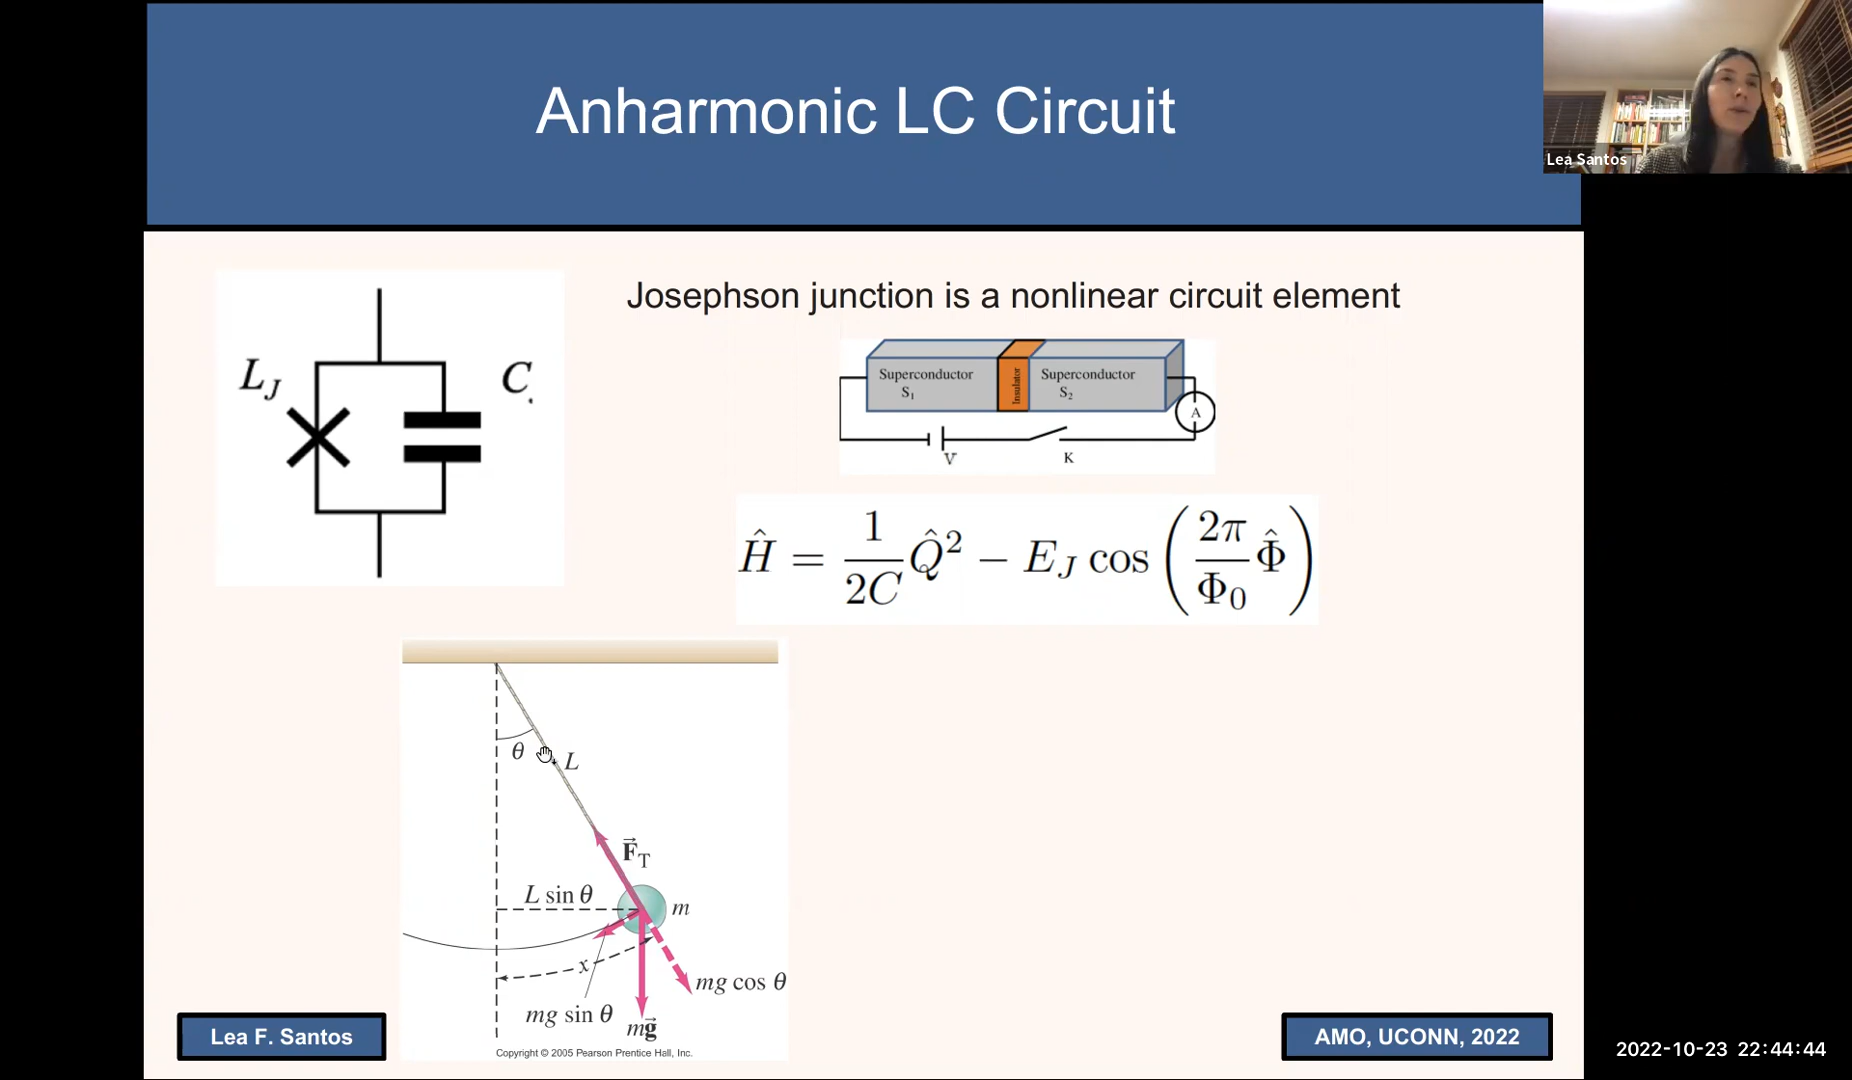 Anharmonic LC Circuit
Lea Santos
Josephson junction is a nonlinear circuit element
L_J
C
Superconductor
S₁
Insulator
Superconductor
S₂
A
V
K
Ĥ = 1/2C Q̂² − E_J cos (2π/Φ₀ Φ̂)
θ
L
F⃗_T
L sin θ
m
x
mg cos θ
mg sin θ
mg⃗
Copyright © 2005 Pearson Prentice Hall, Inc.
Lea F. Santos
AMO, UCONN, 2022
2022-10-23 22:44:44